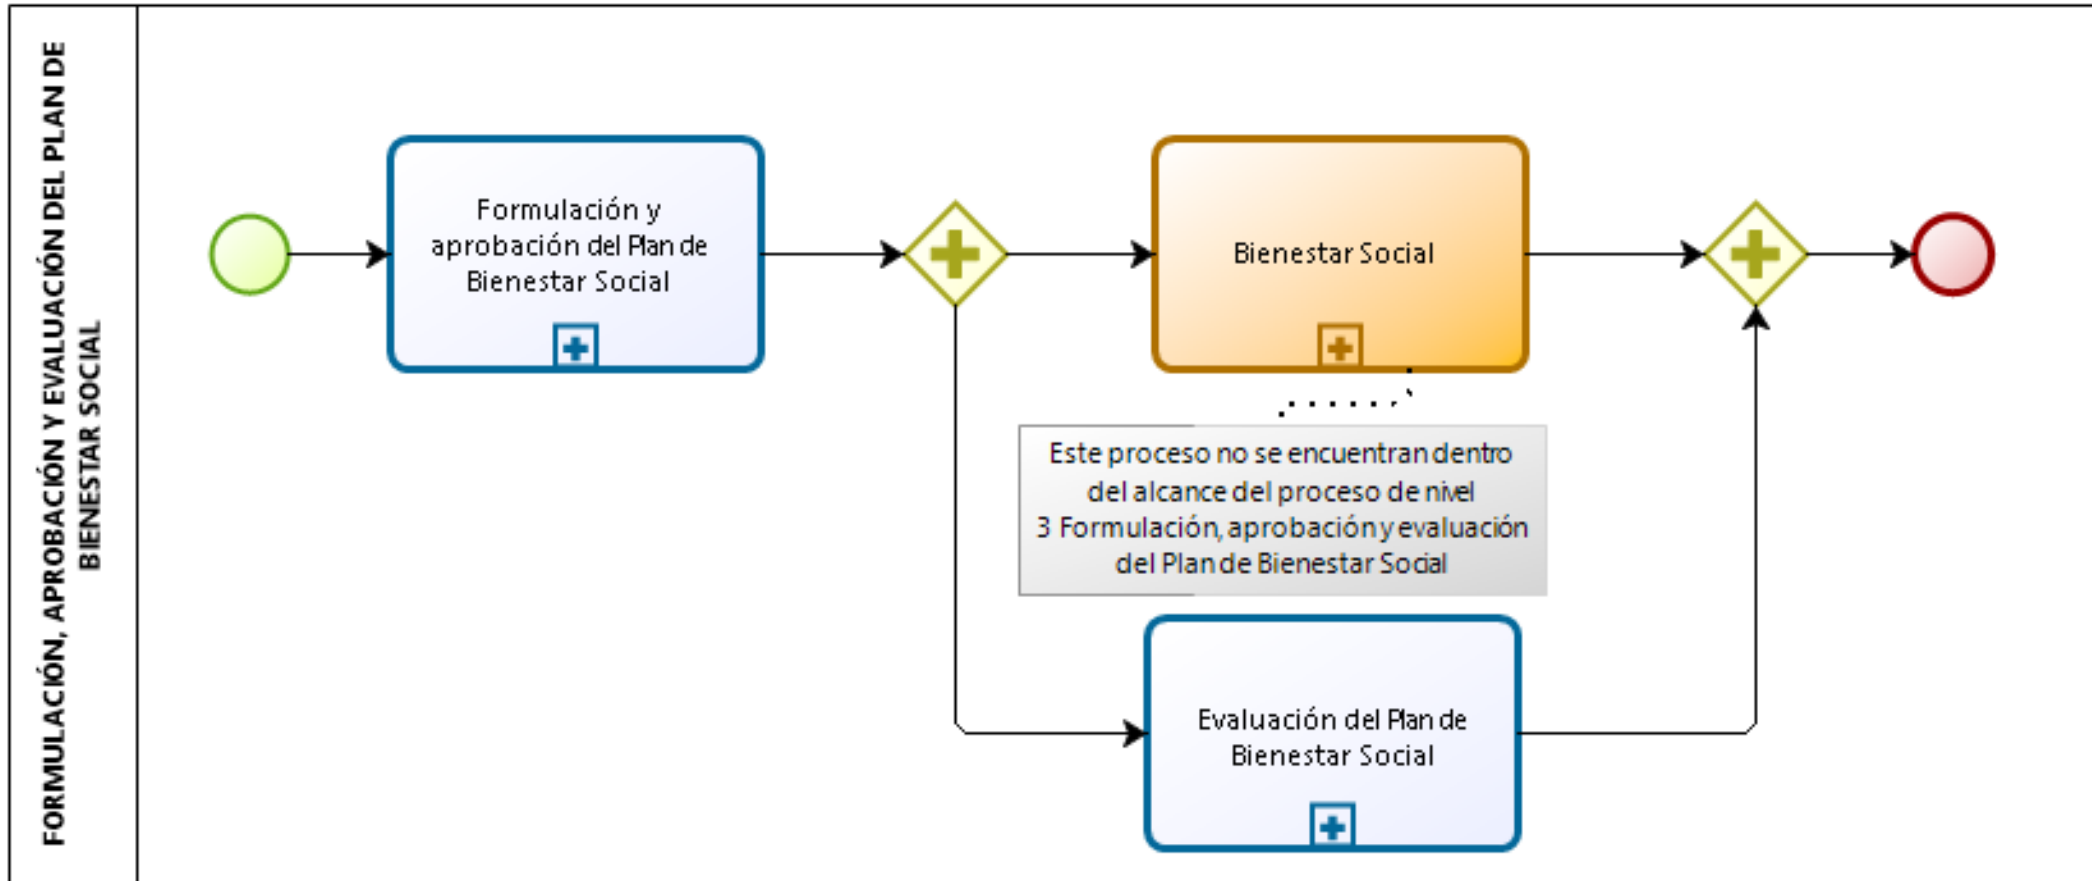 FORMULACIÓN, APROBACIÓN Y EVALUACIÓN DEL PLAN DE
BIENESTAR SOCIAL
Formulación y
aprobación del Plan de
Bienestar Social
Bienestar Social
Este proceso no se encuentran dentro
del alcance del proceso de nivel
3 Formulación, aprobación y evaluación
del Plan de Bienestar Social
Evaluación del Plan de
Bienestar Social